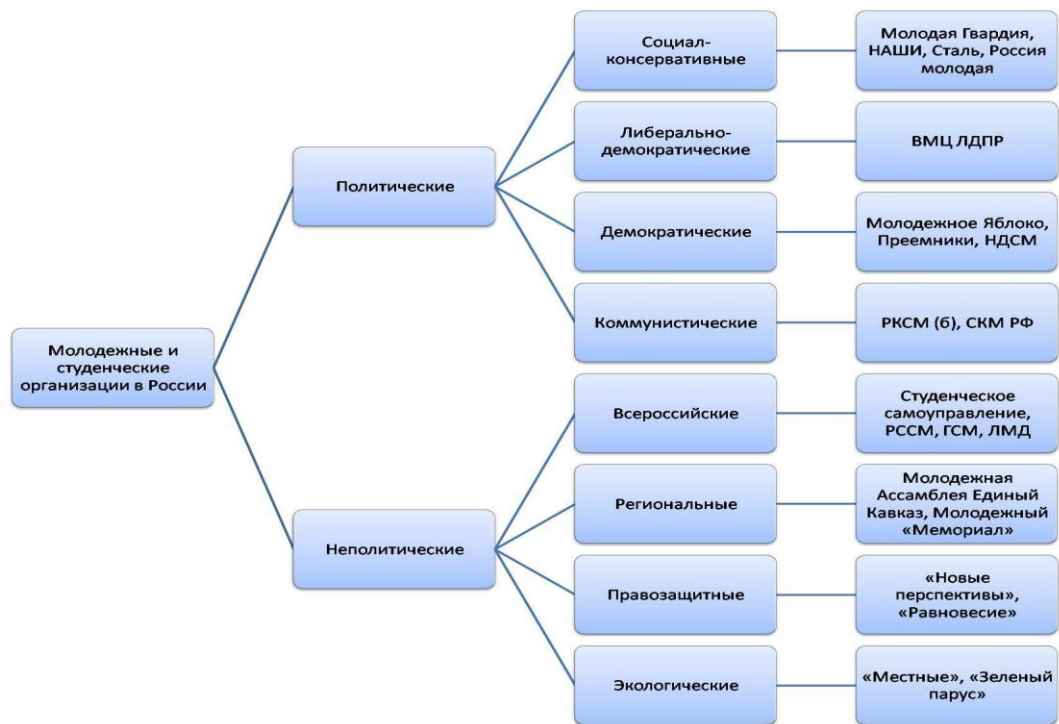 Молодежные и
студенческие
организации в России
Политические
Социал-
консервативные
Молодая Гвардия,
НАШИ, Сталь, Россия
молодая
Либерально-
демократические
ВМЦ ЛДПР
Демократические
Молодежное Яблоко,
Преемники, НДСМ
Коммунистические
РКСМ (б), СКМ РФ
Неполитические
Всероссийские
Студенческое
самоуправление,
РССМ, ГСМ, ЛМД
Региональные
Молодежная
Ассамблея Единый
Кавказ, Молодежный
«Мемориал»
Правозащитные
«Новые
перспективы»,
«Равновесие»
Экологические
«Местные», «Зеленый
парус»